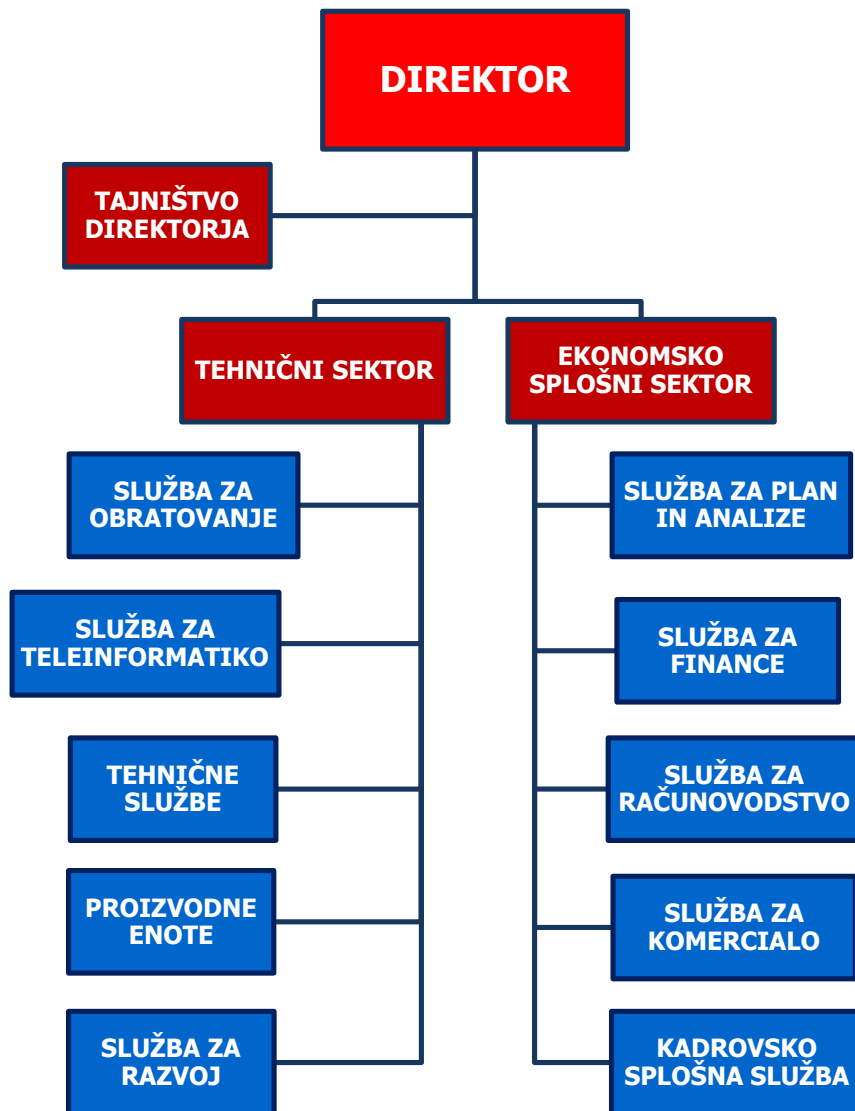 DIREKTOR
TAJNIŠTVO
DIREKTORJA
TEHNIČNI SEKTOR
EKONOMSKO
SPLOŠNI SEKTOR
SLUŽBA ZA
OBRATOVANJE
SLUŽBA ZA
TELEINFORMATIKO
TEHNIČNE
SLUŽBE
PROIZVODNE
ENOTE
SLUŽBA ZA
RAZVOJ
SLUŽBA ZA PLAN
IN ANALIZE
SLUŽBA ZA
FINANCE
SLUŽBA ZA
RAČUNOVODSTVO
SLUŽBA ZA
KOMERCIALO
KADROVSKO
SPLOŠNA SLUŽBA